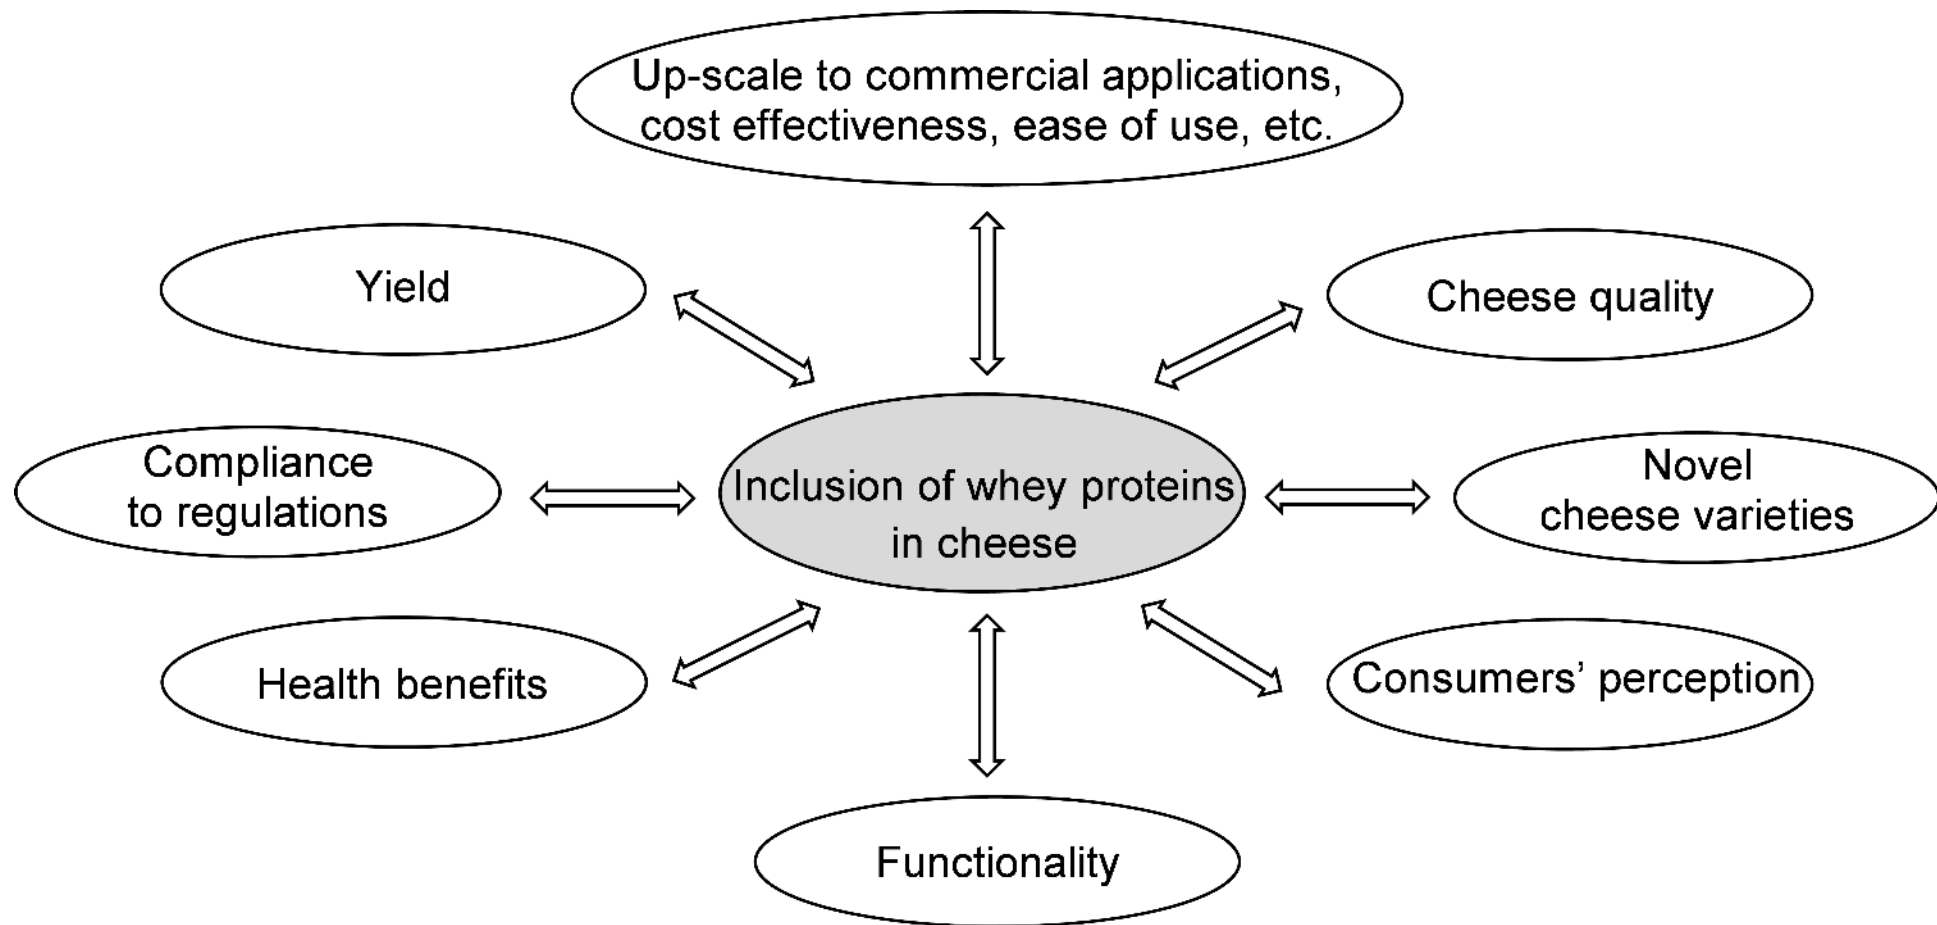 Up-scale to commercial applications,
cost effectiveness, ease of use, etc.
Yield
Cheese quality
Compliance
to regulations
Inclusion of whey proteins
in cheese
Novel
cheese varieties
Health benefits
Consumers’ perception
Functionality